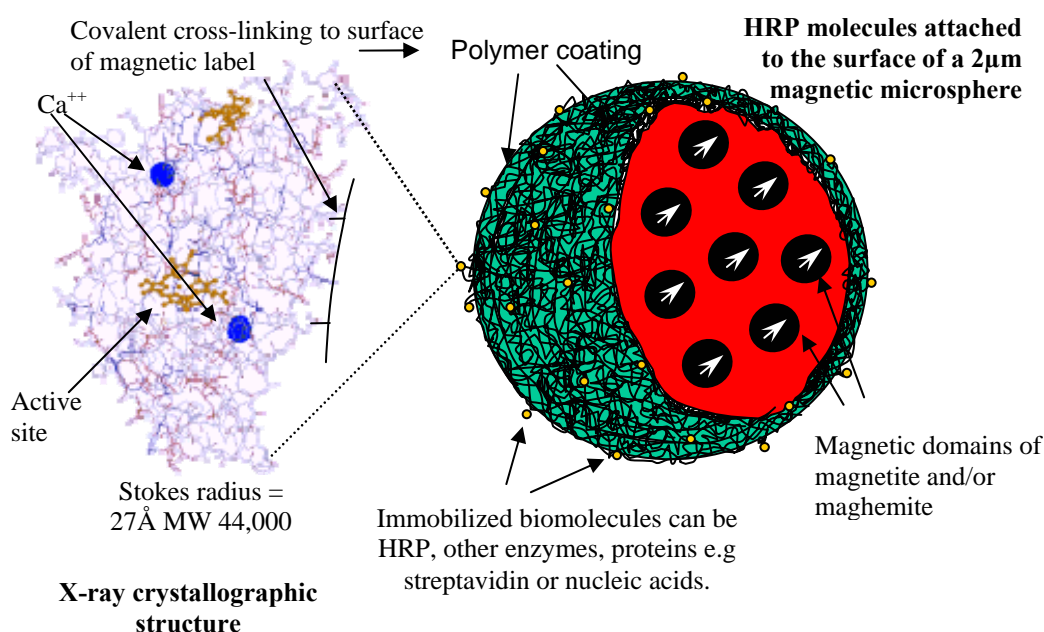 Covalent cross-linking to surface
of magnetic label
Ca++
Polymer coating
HRP molecules attached
to the surface of a 2µm
magnetic microsphere
Active
site
Stokes radius =
27Å MW 44,000
X-ray crystallographic
structure
Immobilized biomolecules can be
HRP, other enzymes, proteins e.g
streptavidin or nucleic acids.
Magnetic domains of
magnetite and/or
maghemite